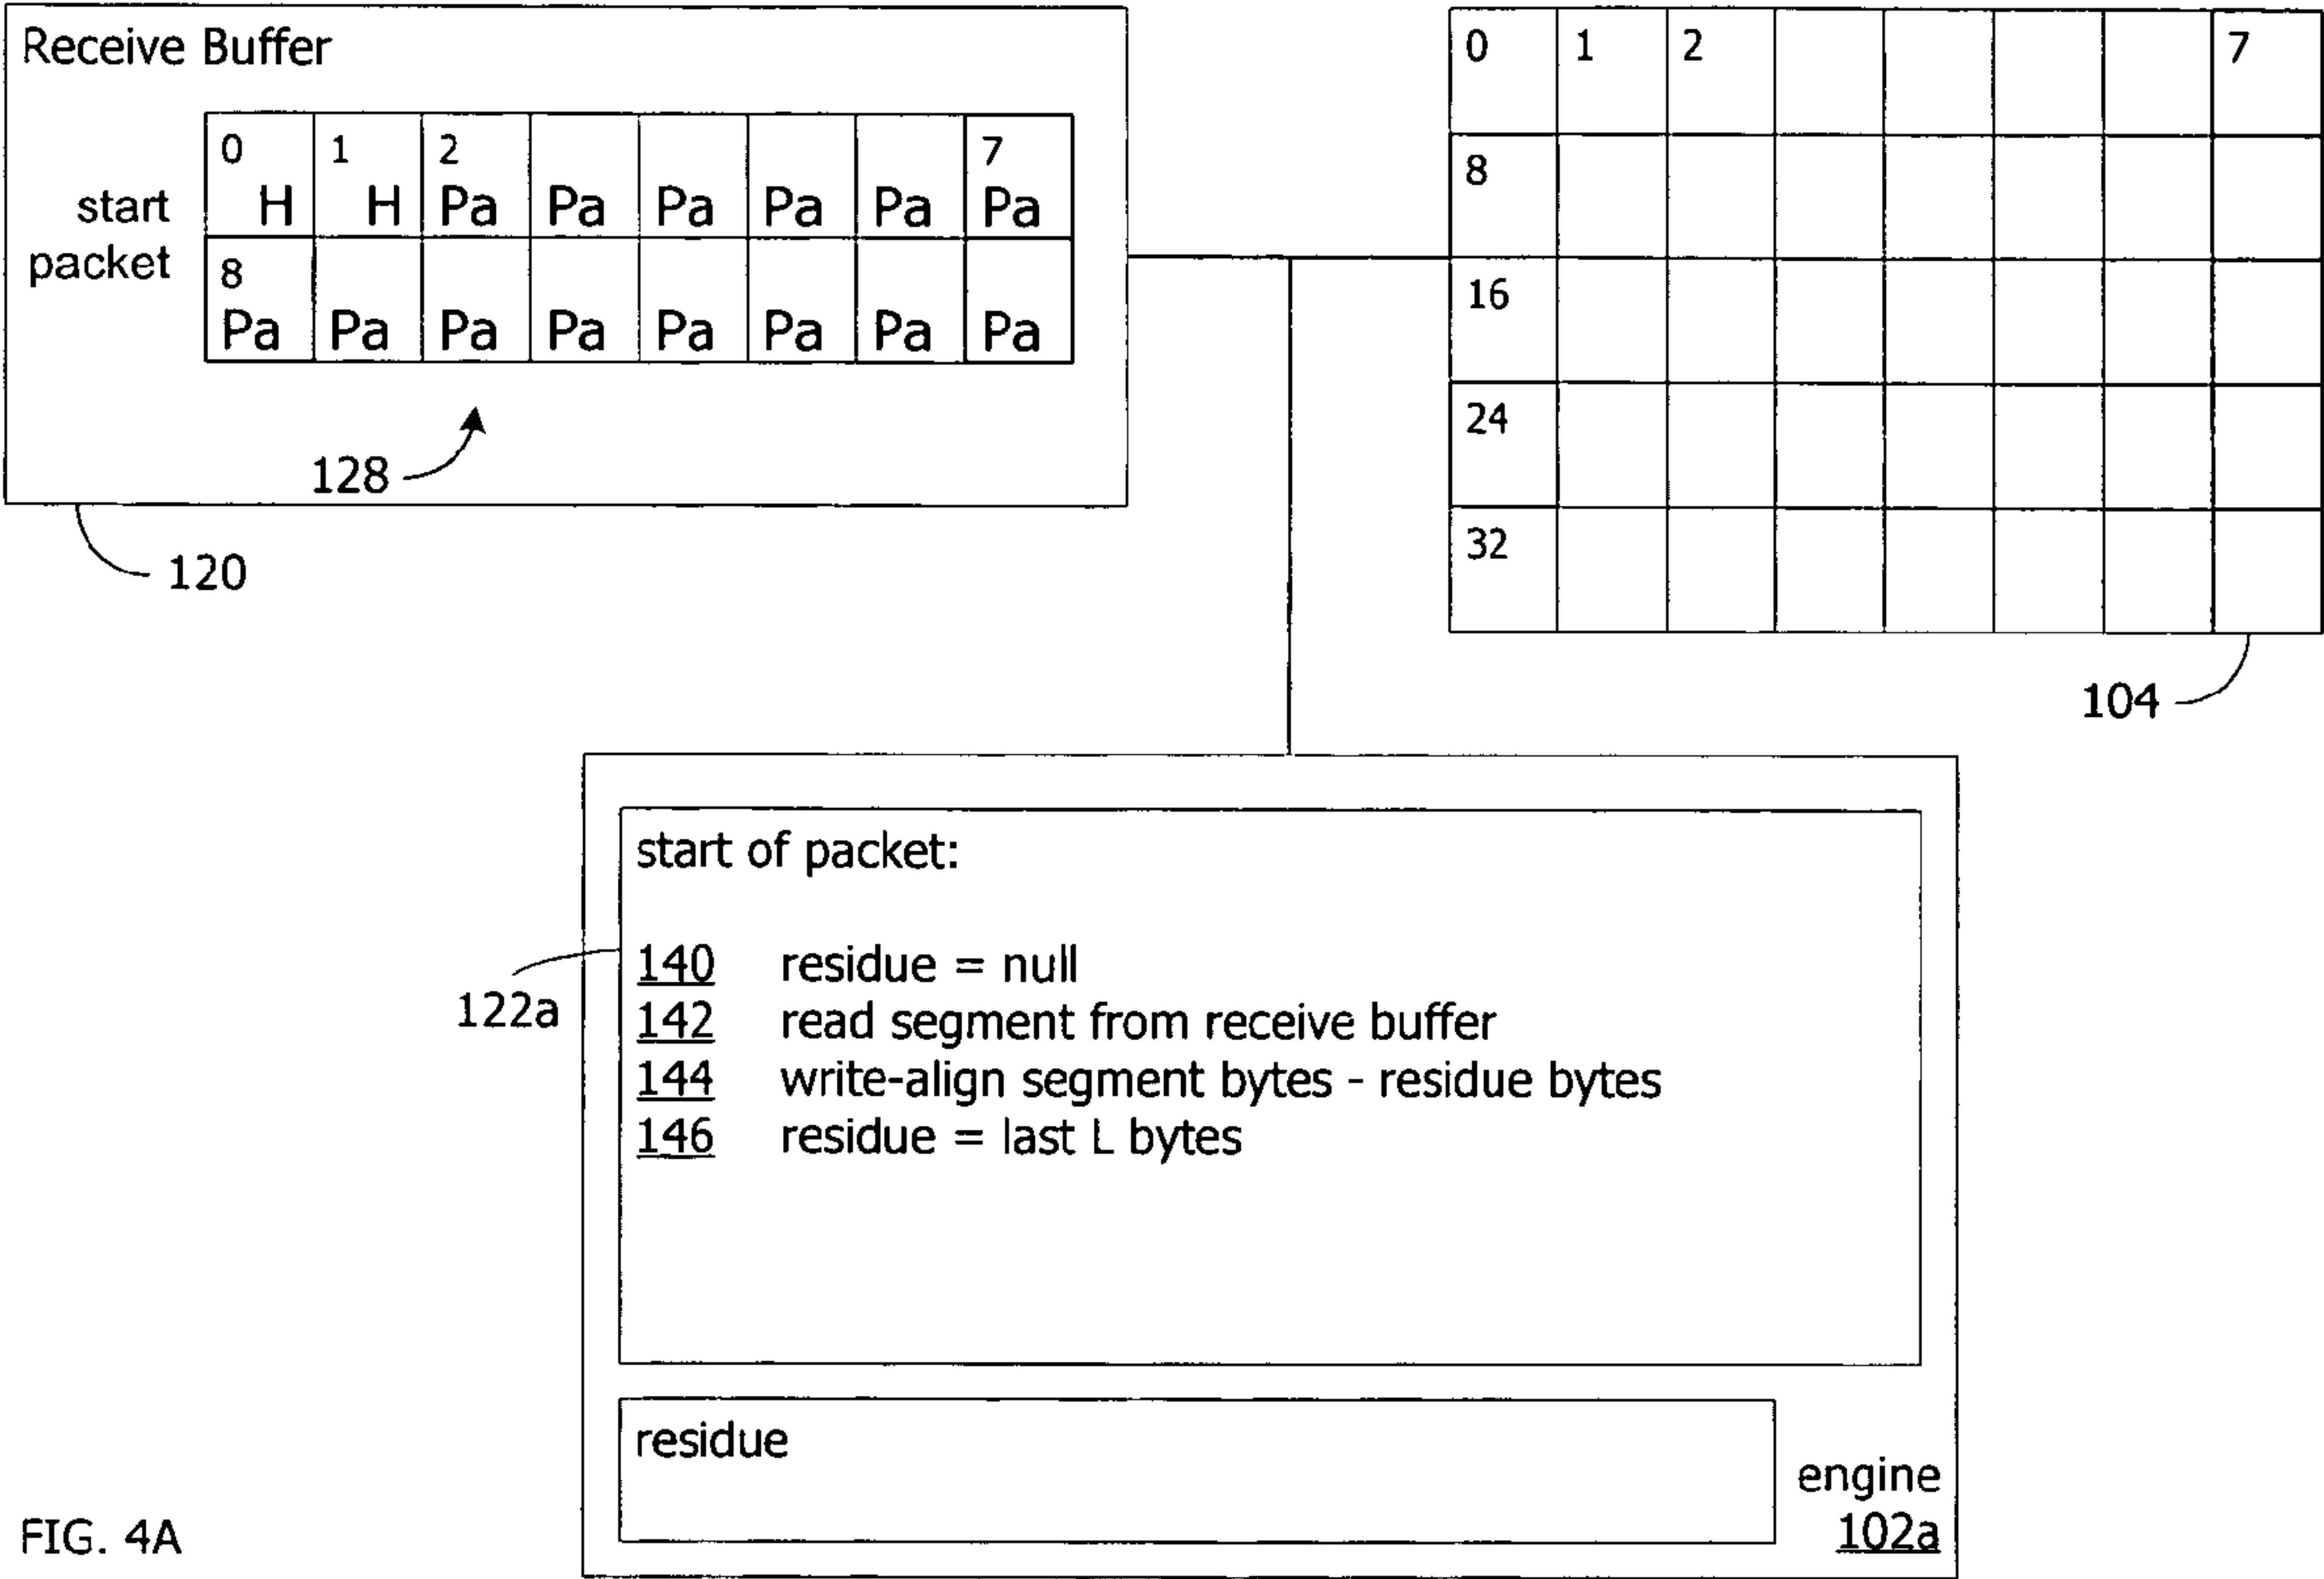 Receive Buffer
start
packet
0 1 2 7
H H Pa Pa Pa Pa Pa Pa
8
Pa Pa Pa Pa Pa Pa Pa Pa
128
120
0 1 2 7
8
16
24
32
104
start of packet:
140 residue = null
142 read segment from receive buffer
144 write-align segment bytes - residue bytes
146 residue = last L bytes
122a
residue
engine
102a
FIG. 4A